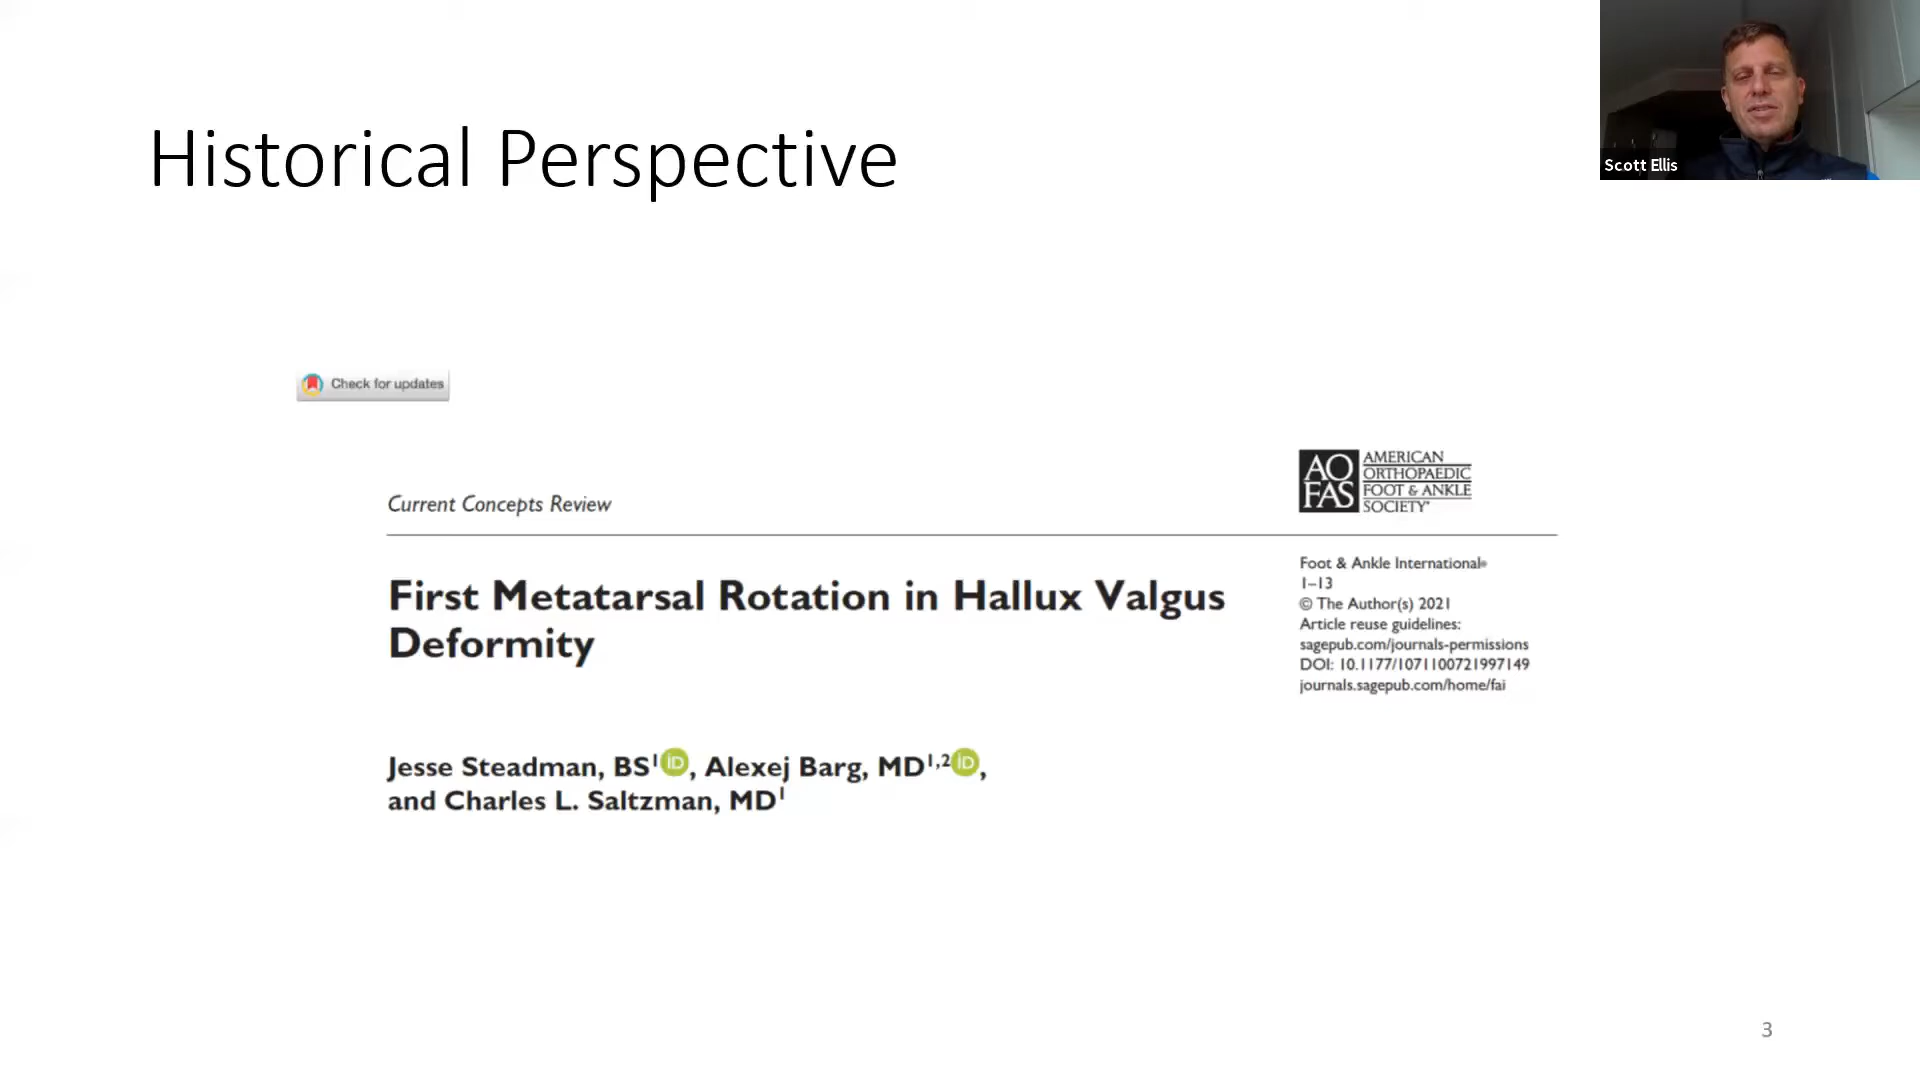 Historical Perspective
Scott Ellis
Check for updates
AO
FAS
AMERICAN
ORTHOPAEDIC
FOOT & ANKLE
SOCIETY®
Current Concepts Review
First Metatarsal Rotation in Hallux Valgus
Deformity
Foot & Ankle International®
1–13
© The Author(s) 2021
Article reuse guidelines:
sagepub.com/journals-permissions
DOI: 10.1177/1071100721997149
journals.sagepub.com/home/fai
Jesse Steadman, BS¹ iD, Alexej Barg, MD¹,² iD,
and Charles L. Saltzman, MD¹
3